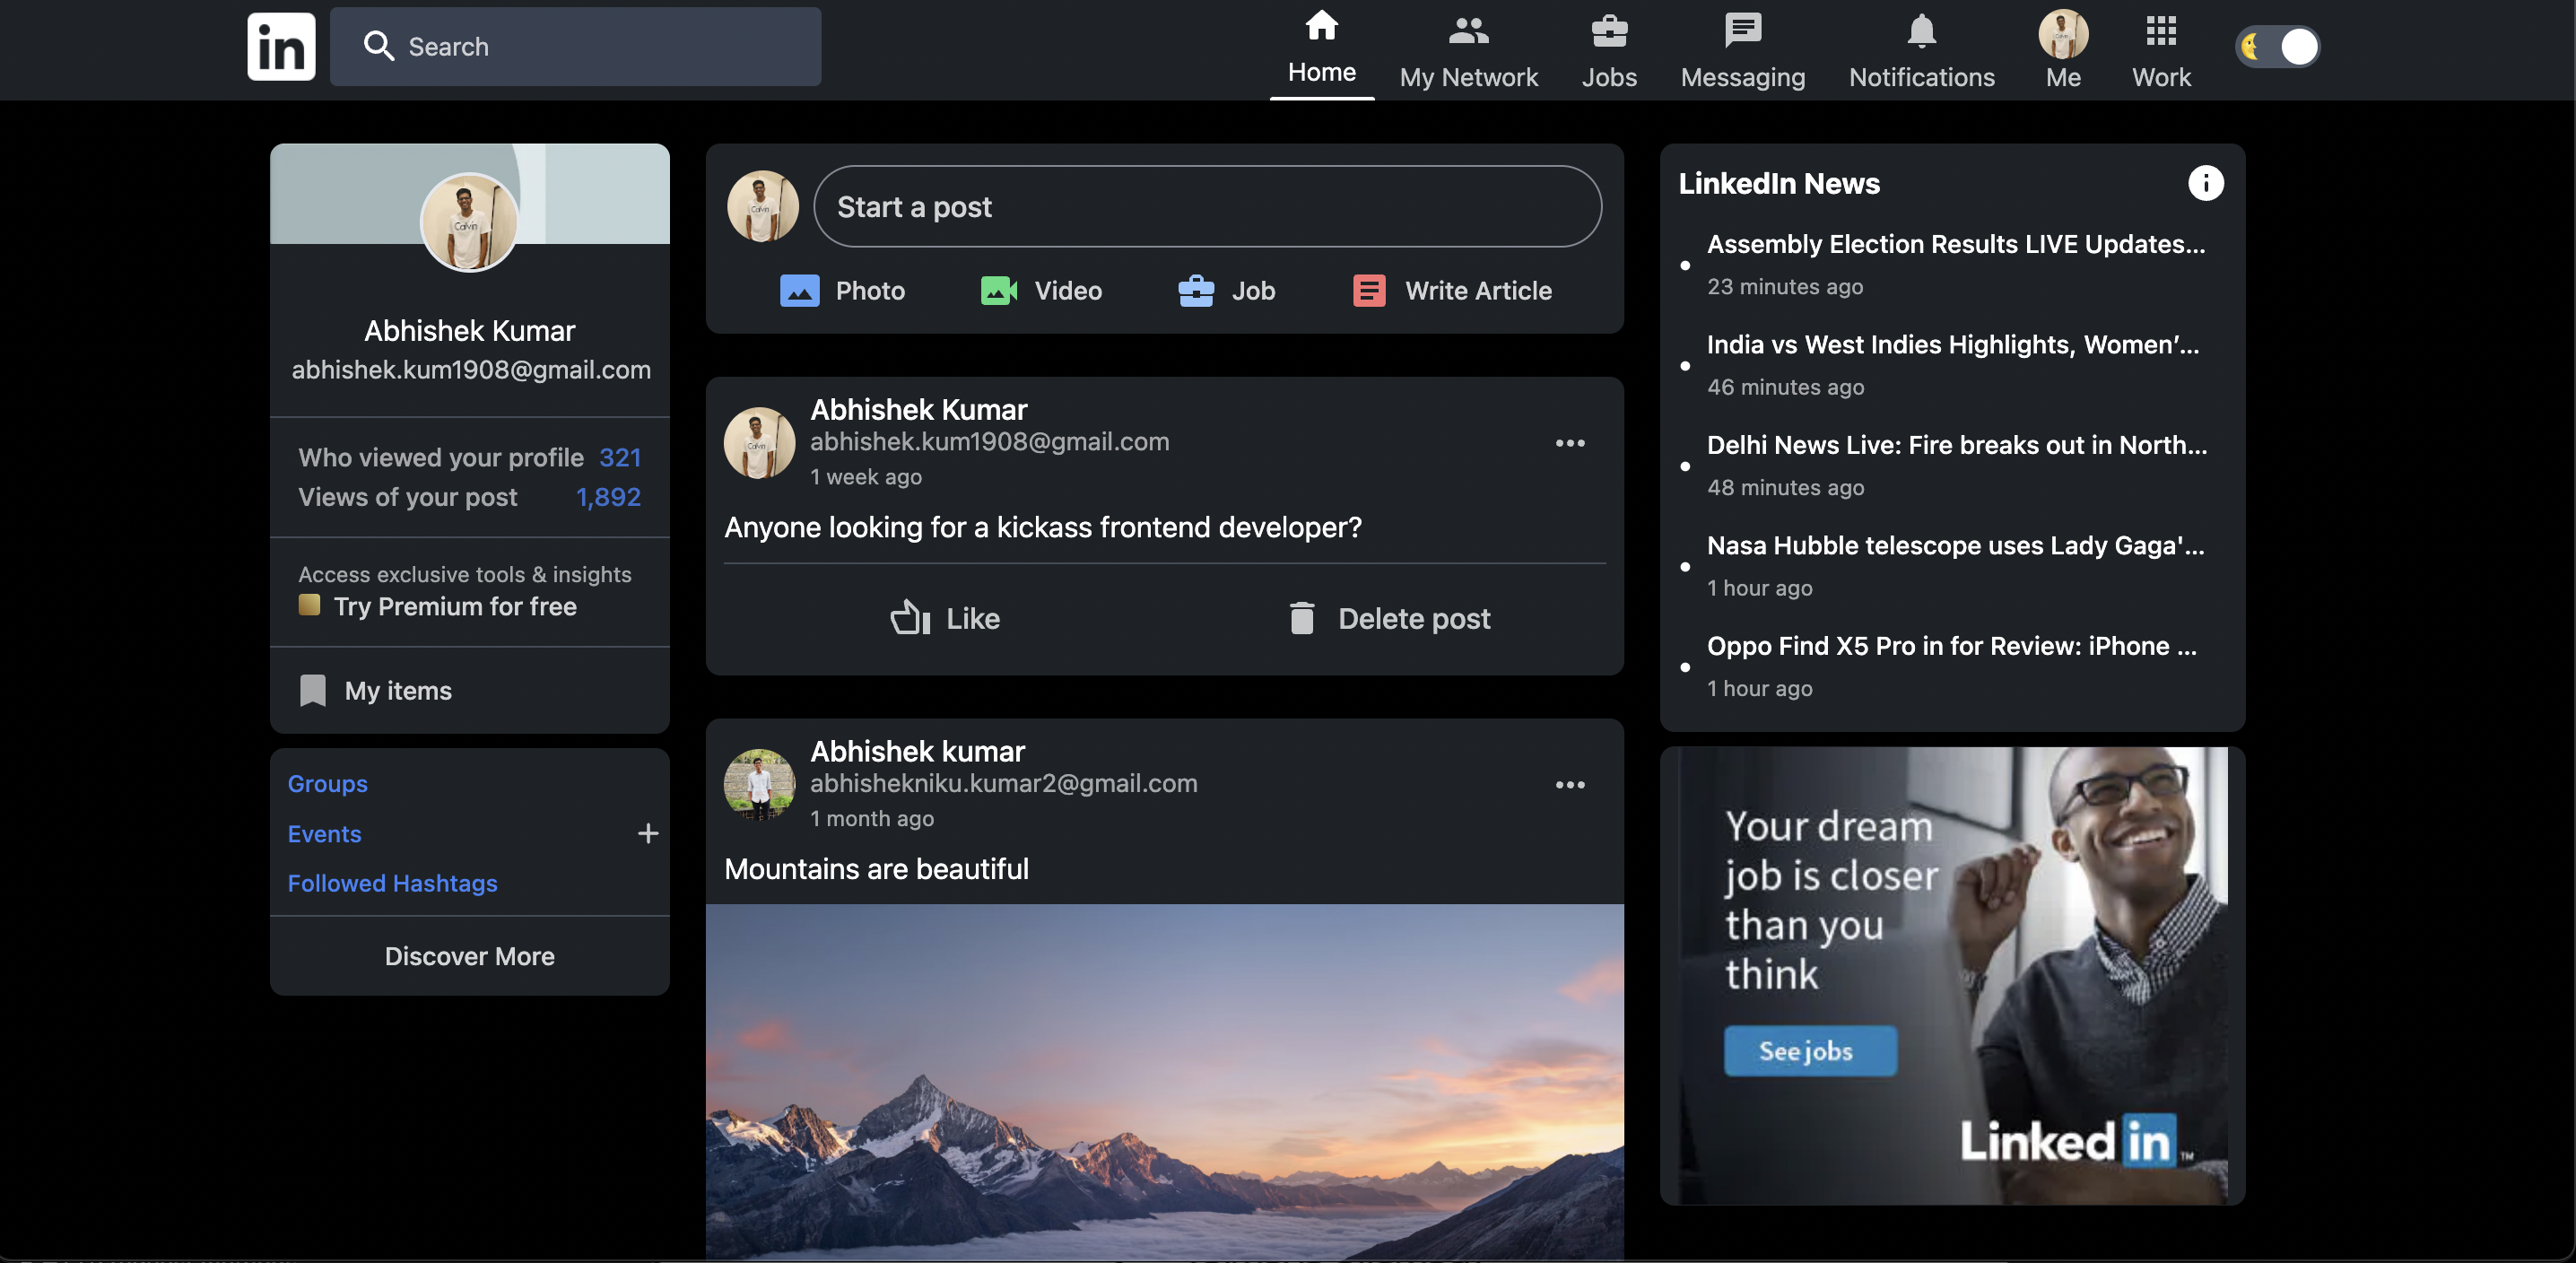 in
Search
Home
My Network
Jobs
Messaging
Notifications
Me
Work
Calvin
Abhishek Kumar
abhishek.kum1908@gmail.com
Who viewed your profile 321
Views of your post 1,892
Access exclusive tools & insights
Try Premium for free
My items
Groups
Events
Followed Hashtags
Discover More
Start a post
Photo
Video
Job
Write Article
Abhishek Kumar
abhishek.kum1908@gmail.com
1 week ago
Anyone looking for a kickass frontend developer?
Like
Delete post
Abhishek kumar
abhishekniku.kumar2@gmail.com
1 month ago
Mountains are beautiful
LinkedIn News
Assembly Election Results LIVE Updates...
23 minutes ago
India vs West Indies Highlights, Women’...
46 minutes ago
Delhi News Live: Fire breaks out in North...
48 minutes ago
Nasa Hubble telescope uses Lady Gaga'...
1 hour ago
Oppo Find X5 Pro in for Review: iPhone ...
1 hour ago
Your dream
job is closer
than you
think
See jobs
LinkedIn™